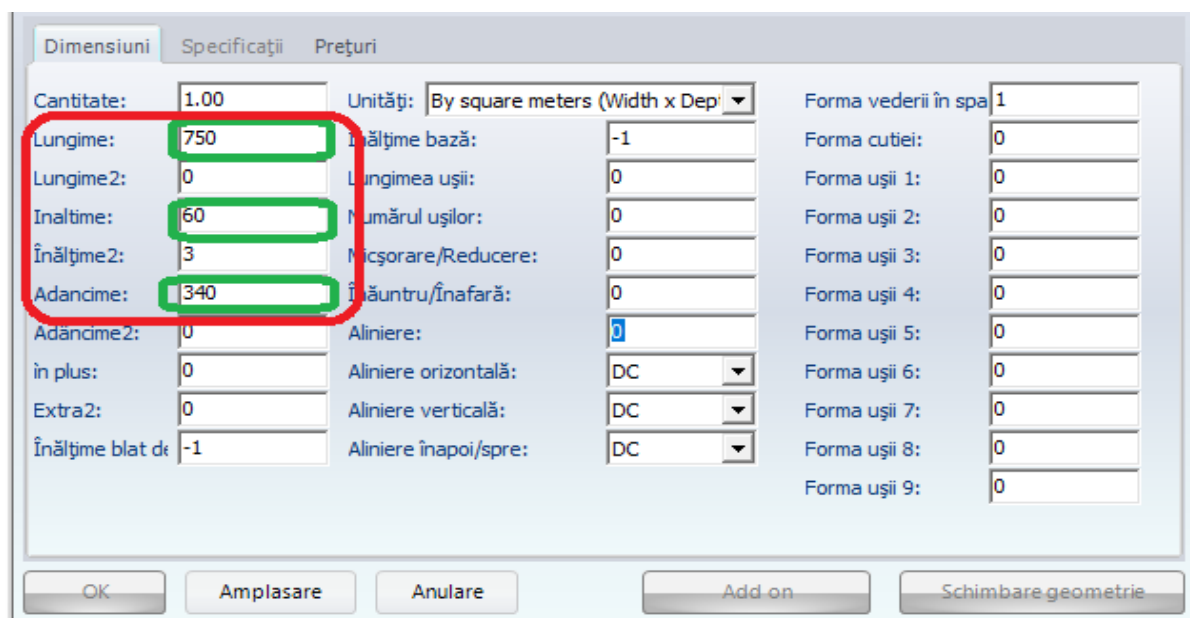 Dimensiuni Specificaţii Preţuri
Cantitate: 1.00 Unităţi: By square meters (Width x Dep Forma vederii în spa 1
Lungime: 750 Înălţime bază: -1 Forma cutiei: 0
Lungime2: 0 Lungimea uşii: 0 Forma uşii 1: 0
Inaltime: 60 Numărul uşilor: 0 Forma uşii 2: 0
Înălţime2: 3 Micşorare/Reducere: 0 Forma uşii 3: 0
Adancime: 340 Înăuntru/Înafară: 0 Forma uşii 4: 0
Adâncime2: 0 Aliniere: 0 Forma uşii 5: 0
în plus: 0 Aliniere orizontală: DC Forma uşii 6: 0
Extra2: 0 Aliniere verticală: DC Forma uşii 7: 0
Înălţime blat de -1 Aliniere înapoi/spre: DC Forma uşii 8: 0
Forma uşii 9: 0
OK Amplasare Anulare Add on Schimbare geometrie